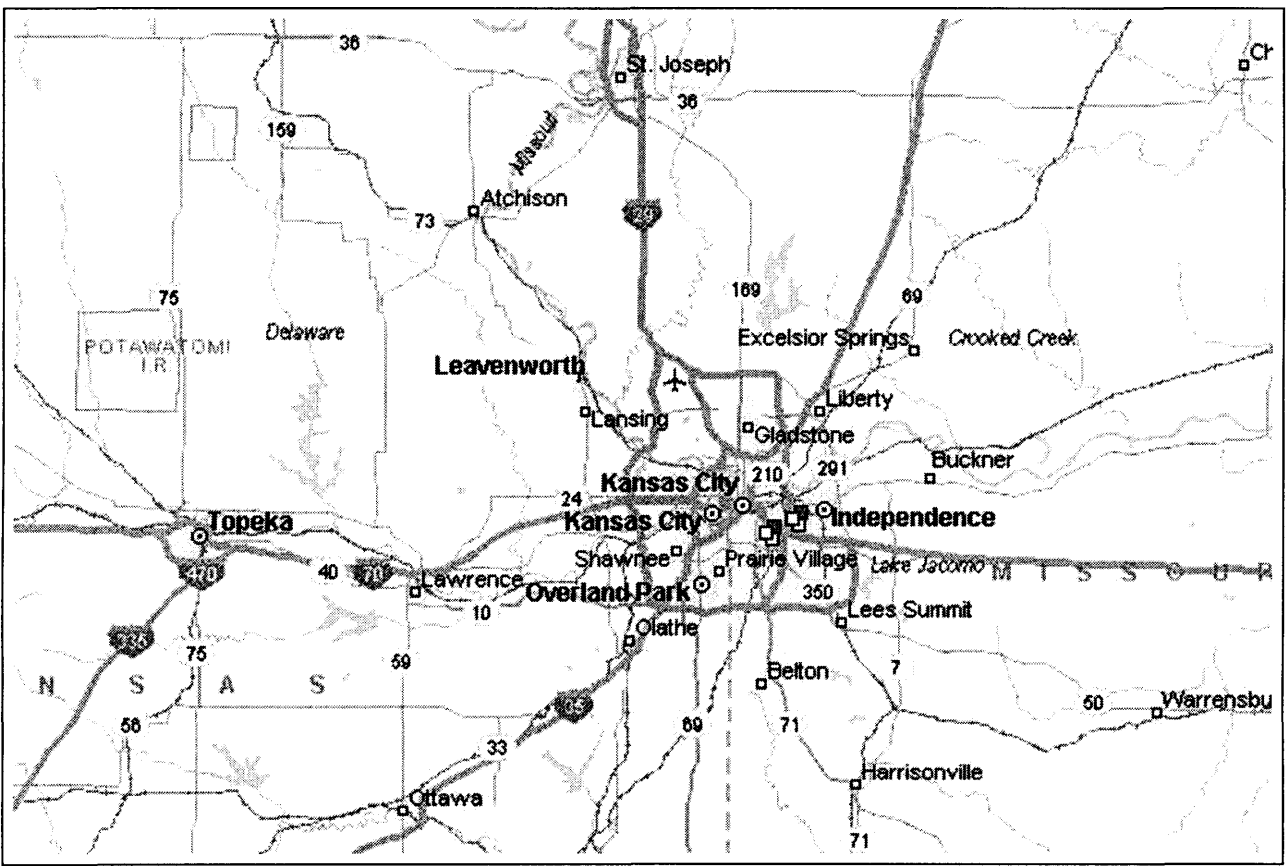 36
St. Joseph
Ch
36
159
Missouri
Atchison
73
29
75
169
69
Delaware
Excelsior Springs
Crooked Creek
POTAWATOMI
I.R.
Leavenworth
Lansing
Liberty
Gladstone
210
291
Buckner
Kansas City
24
Topeka
Kansas City
Independence
Shawnee
Prairie Village
Lake Jacomo
MISSOUR
470
40
70
Lawrence
Overland Park
350
10
Lees Summit
Olathe
75
59
7
N S A S
Belton
35
50
Warrensbu
56
33
69
71
Harrisonville
Ottawa
71